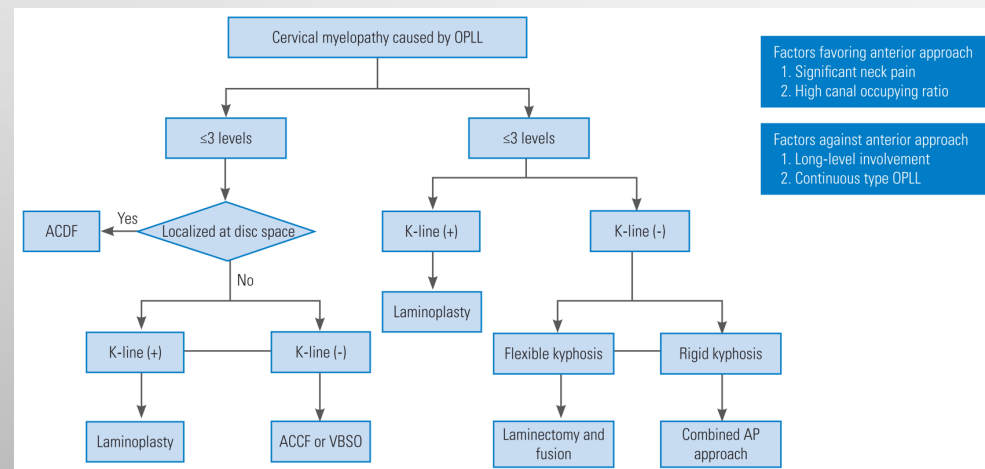 Cervical myelopathy caused by OPLL
Factors favoring anterior approach
1. Significant neck pain
2. High canal occupying ratio
Factors against anterior approach
1. Long-level involvement
2. Continuous type OPLL
≤3 levels
≤3 levels
ACDF
Yes
Localized at disc space
No
K-line (+)
K-line (-)
Laminoplasty
K-line (+)
K-line (-)
Flexible kyphosis
Rigid kyphosis
Laminoplasty
ACCF or VBSO
Laminectomy and
fusion
Combined AP
approach